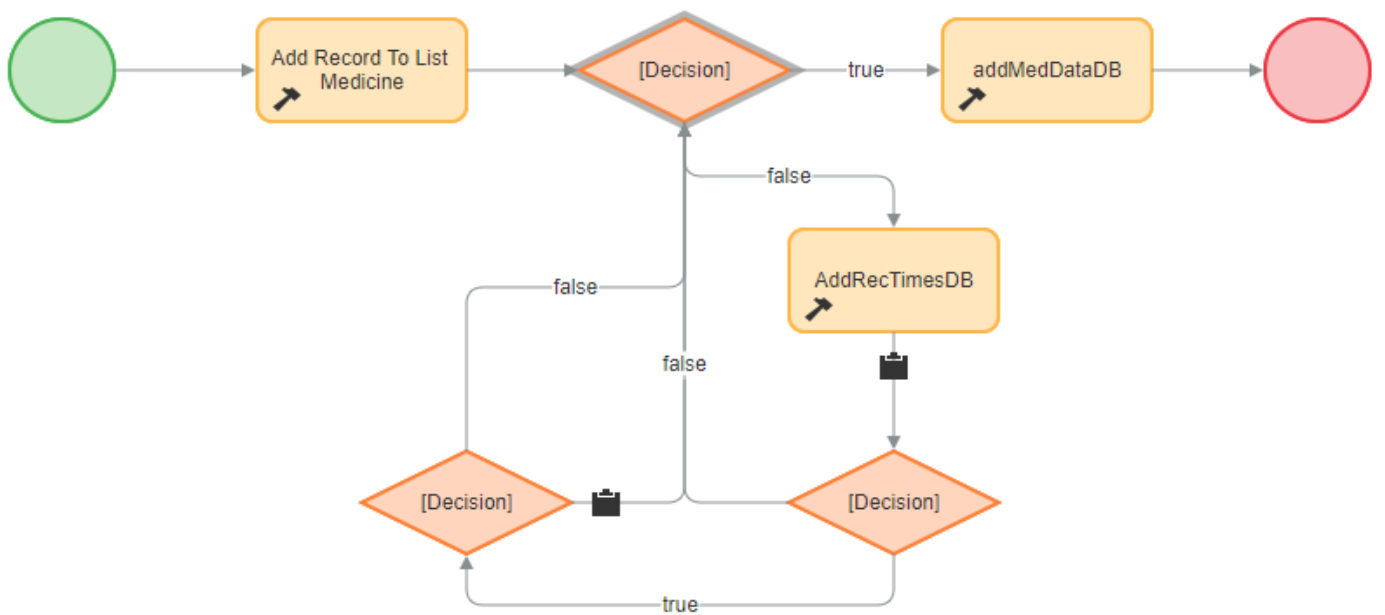 Add Record To List
Medicine
[Decision]
true
addMedDataDB
false
AddRecTimesDB
false
false
[Decision]
[Decision]
true